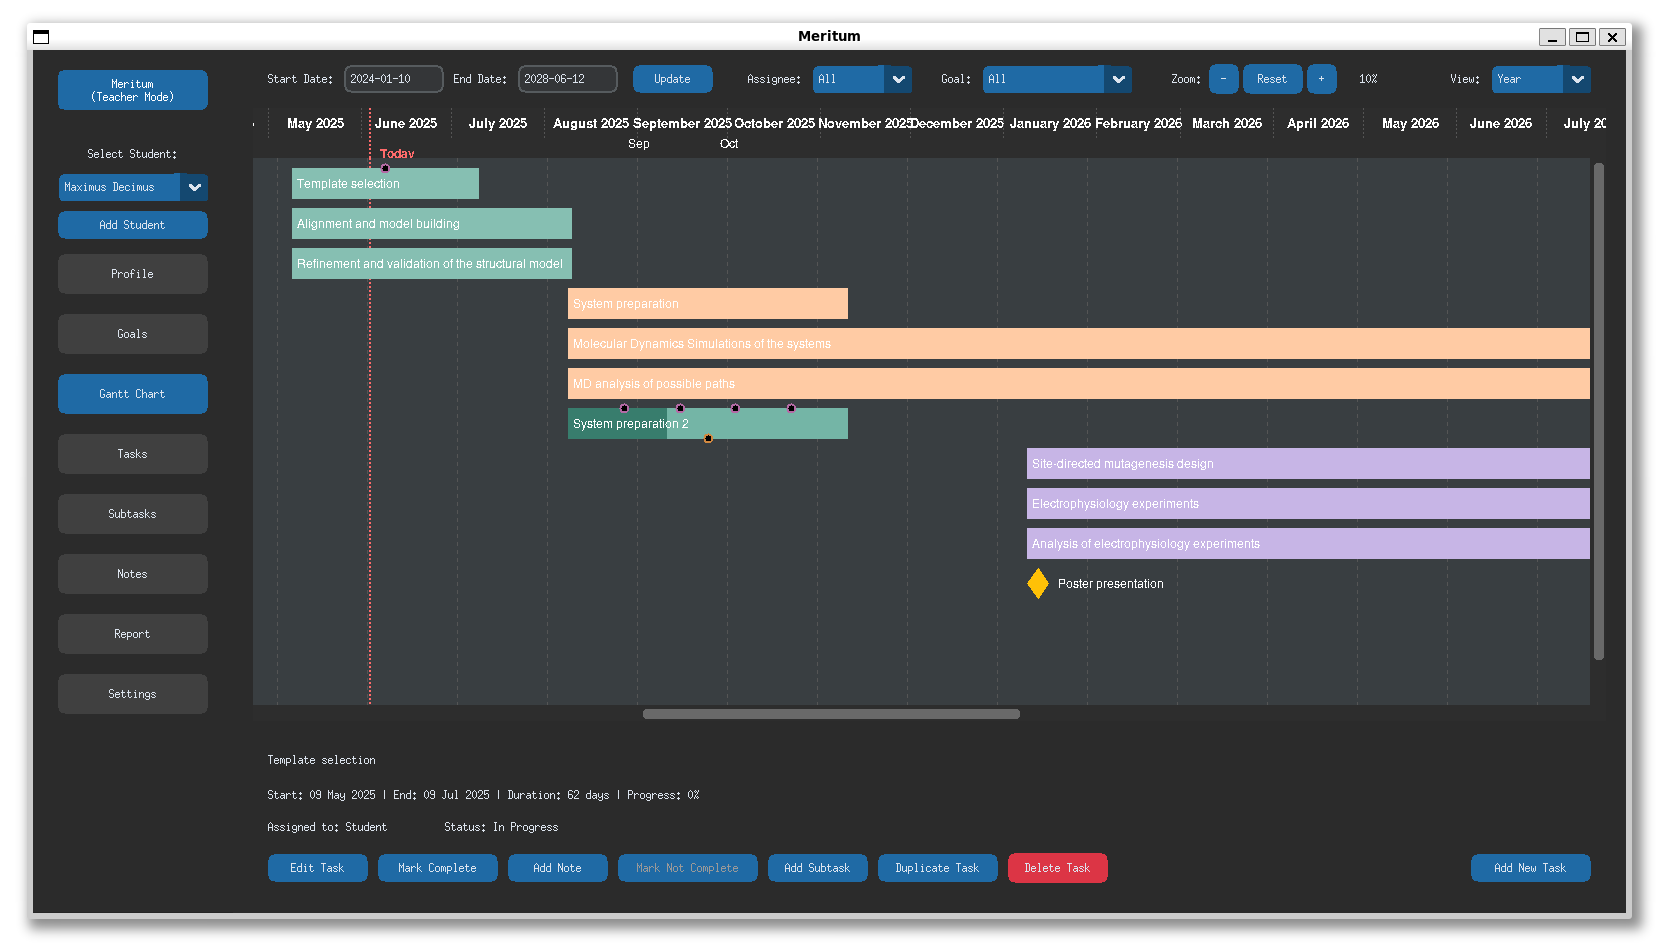 Meritum
Meritum
(Teacher Mode)
Start Date: 2024-01-10 End Date: 2028-06-12 Update Assignee: All Goal: All Zoom: - Reset + 10% View: Year
May 2025 June 2025 July 2025 August 2025 September 2025 October 2025 November 2025 December 2025 January 2026 February 2026 March 2026 April 2026 May 2026 June 2026 July 20
Sep Oct
Today
Select Student:
Maximus Decimus
Add Student
Profile
Goals
Gantt Chart
Tasks
Subtasks
Notes
Report
Settings
Template selection
Alignment and model building
Refinement and validation of the structural model
System preparation
Molecular Dynamics Simulations of the systems
MD analysis of possible paths
System preparation 2
Site-directed mutagenesis design
Electrophysiology experiments
Analysis of electrophysiology experiments
Poster presentation
Template selection
Start: 09 May 2025 | End: 09 Jul 2025 | Duration: 62 days | Progress: 0%
Assigned to: Student Status: In Progress
Edit Task Mark Complete Add Note Mark Not Complete Add Subtask Duplicate Task Delete Task Add New Task